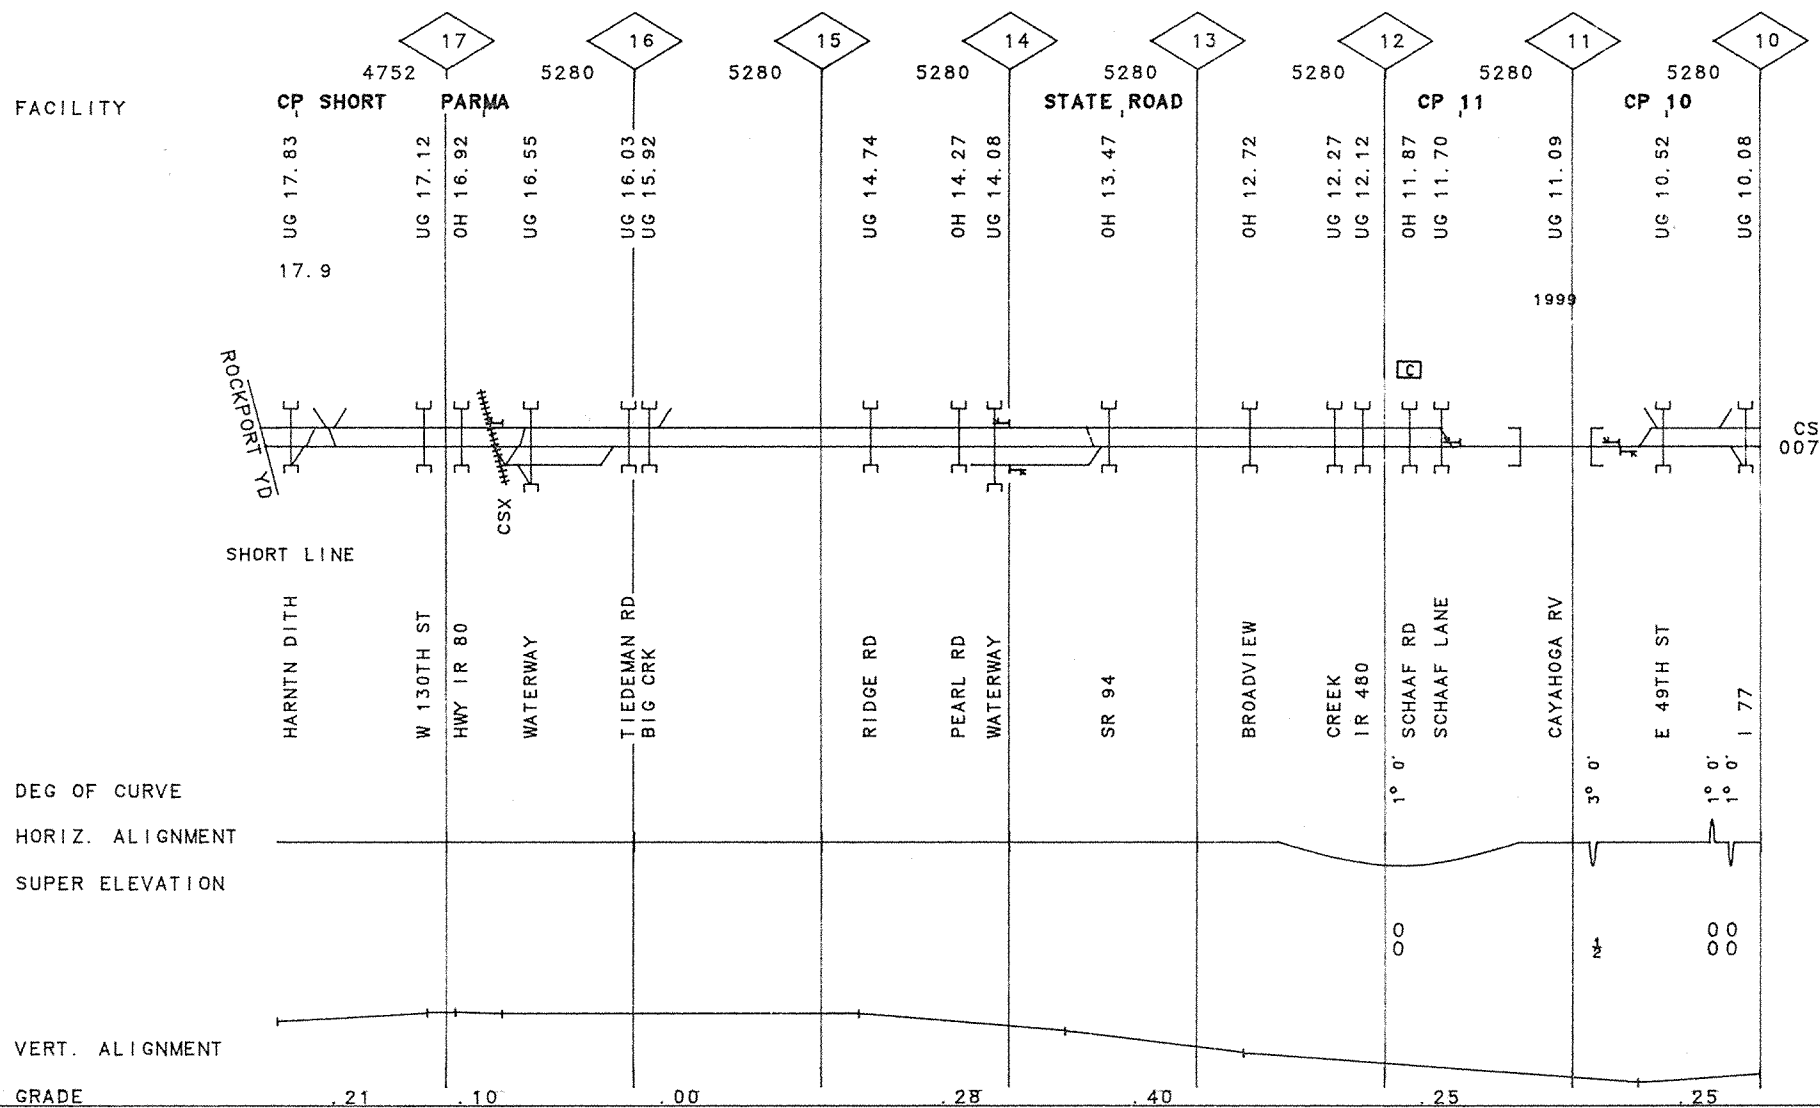 17 16 15 14 13 12 11 10
4752 5280 5280 5280 5280 5280 5280 5280
FACILITY CP SHORT PARMA STATE ROAD CP 11 CP 10
UG 17.83
UG 17.12
OH 16.92
UG 16.55
UG 16.03
UG 15.92
UG 14.74
OH 14.27
UG 14.08
OH 13.47
OH 12.72
UG 12.27
UG 12.12
OH 11.87
UG 11.70
UG 11.09
UG 10.52
UG 10.08
17.9
1999
C
ROCKPORT YD
CSX
CS
007
SHORT LINE
HARNTN DITH
W 130TH ST
HWY IR 80
WATERWAY
TIEDEMAN RD
BIG CRK
RIDGE RD
PEARL RD
WATERWAY
SR 94
BROADVIEW
CREEK
IR 480
SCHAAF RD
SCHAAF LANE
CAYAHOGA RV
E 49TH ST
I 77
DEG OF CURVE 1° 0' 3° 0' 1° 0' 1° 0'
HORIZ. ALIGNMENT
SUPER ELEVATION
0 0 0
0 ½ 0 0
VERT. ALIGNMENT
GRADE .21 .10 .00 .28 .40 .25 .25